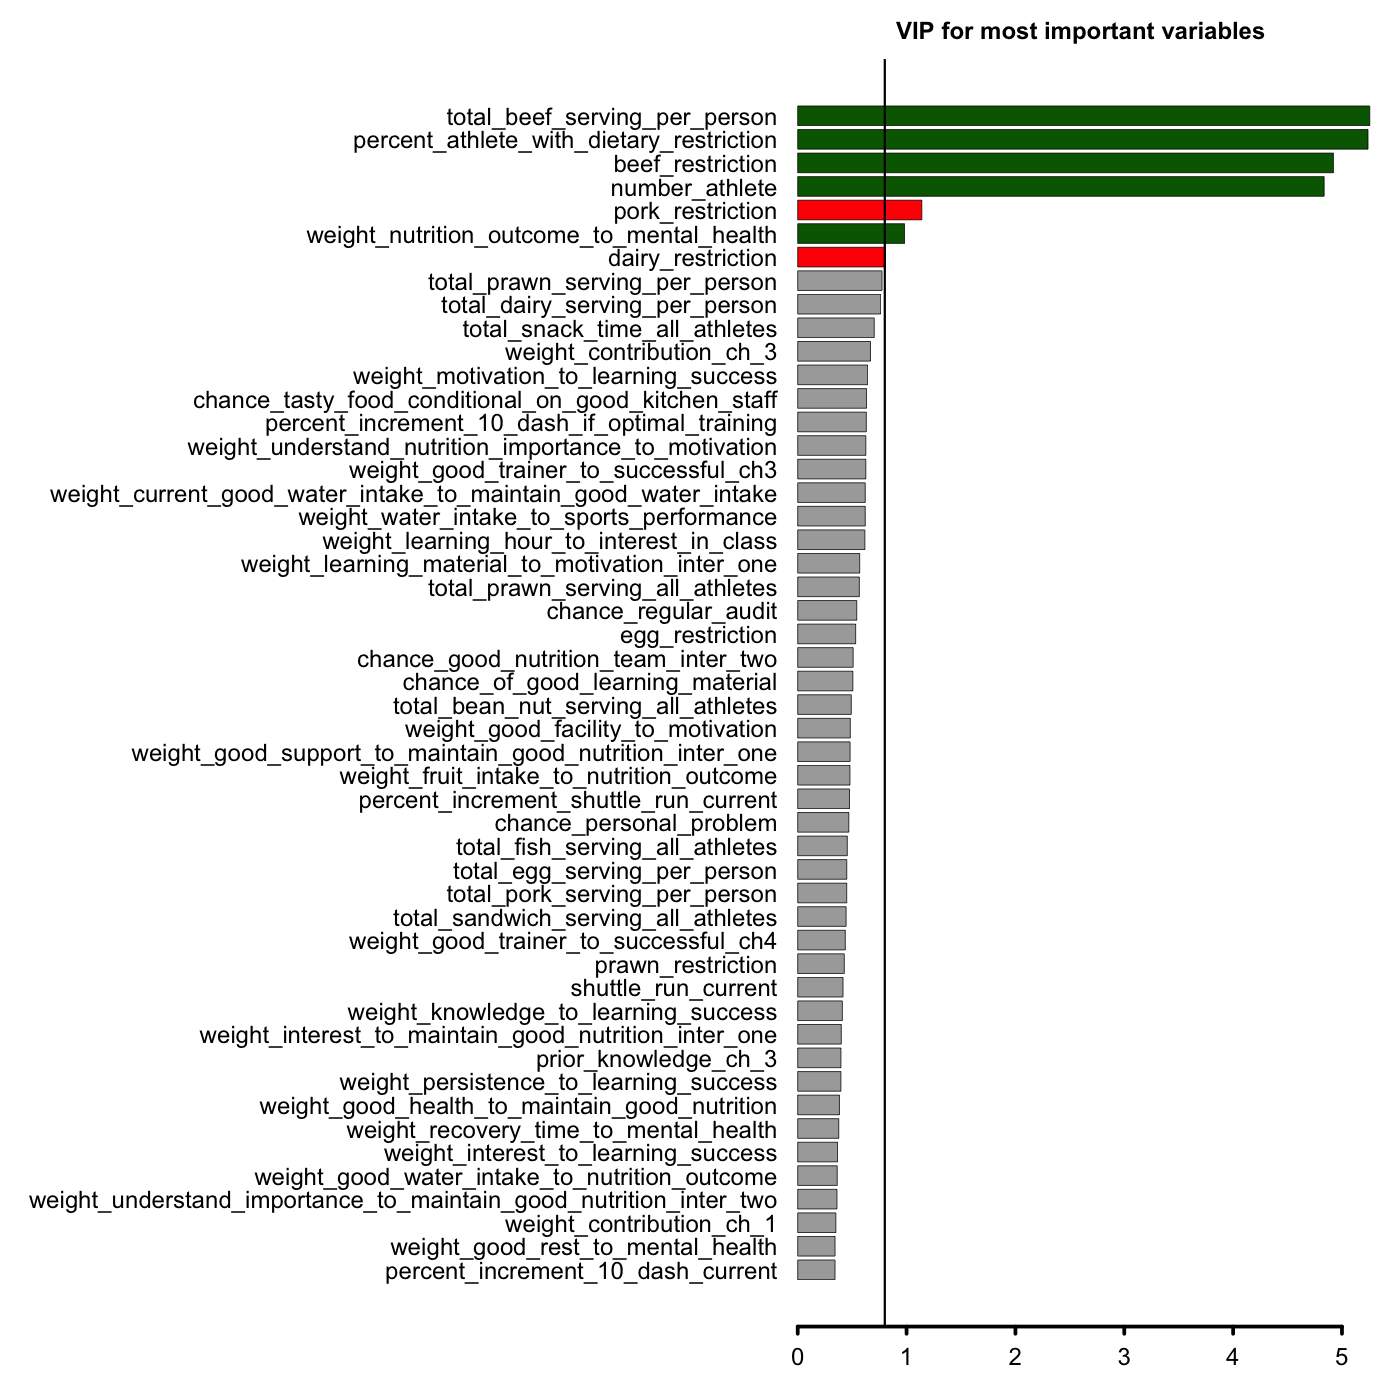 VIP for most important variables
total_beef_serving_per_person
percent_athlete_with_dietary_restriction
beef_restriction
number_athlete
pork_restriction
weight_nutrition_outcome_to_mental_health
dairy_restriction
total_prawn_serving_per_person
total_dairy_serving_per_person
total_snack_time_all_athletes
weight_contribution_ch_3
weight_motivation_to_learning_success
chance_tasty_food_conditional_on_good_kitchen_staff
percent_increment_10_dash_if_optimal_training
weight_understand_nutrition_importance_to_motivation
weight_good_trainer_to_successful_ch3
weight_current_good_water_intake_to_maintain_good_water_intake
weight_water_intake_to_sports_performance
weight_learning_hour_to_interest_in_class
weight_learning_material_to_motivation_inter_one
total_prawn_serving_all_athletes
chance_regular_audit
egg_restriction
chance_good_nutrition_team_inter_two
chance_of_good_learning_material
total_bean_nut_serving_all_athletes
weight_good_facility_to_motivation
weight_good_support_to_maintain_good_nutrition_inter_one
weight_fruit_intake_to_nutrition_outcome
percent_increment_shuttle_run_current
chance_personal_problem
total_fish_serving_all_athletes
total_egg_serving_per_person
total_pork_serving_per_person
total_sandwich_serving_all_athletes
weight_good_trainer_to_successful_ch4
prawn_restriction
shuttle_run_current
weight_knowledge_to_learning_success
weight_interest_to_maintain_good_nutrition_inter_one
prior_knowledge_ch_3
weight_persistence_to_learning_success
weight_good_health_to_maintain_good_nutrition
weight_recovery_time_to_mental_health
weight_interest_to_learning_success
weight_good_water_intake_to_nutrition_outcome
weight_understand_importance_to_maintain_good_nutrition_inter_two
weight_contribution_ch_1
weight_good_rest_to_mental_health
percent_increment_10_dash_current
0 1 2 3 4 5